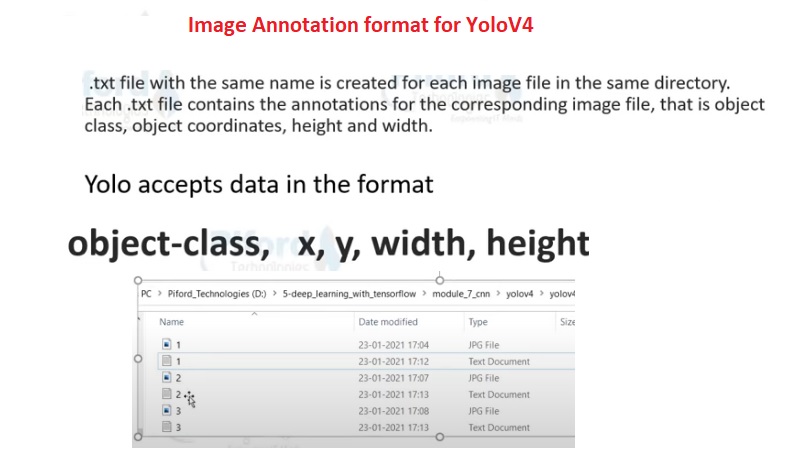 Image Annotation format for YoloV4
.txt file with the same name is created for each image file in the same directory.
Each .txt file contains the annotations for the corresponding image file, that is object
class, object coordinates, height and width.
Yolo accepts data in the format
object-class, x, y, width, height
PC > Piford_Technologies (D:) > 5-deep_learning_with_tensorflow > module_7_cnn > yolov4 > yolov4
Name Date modified Type Size
1 23-01-2021 17:04 JPG File
1 23-01-2021 17:12 Text Document
2 23-01-2021 17:07 JPG File
2 23-01-2021 17:13 Text Document
3 23-01-2021 17:08 JPG File
3 23-01-2021 17:13 Text Document